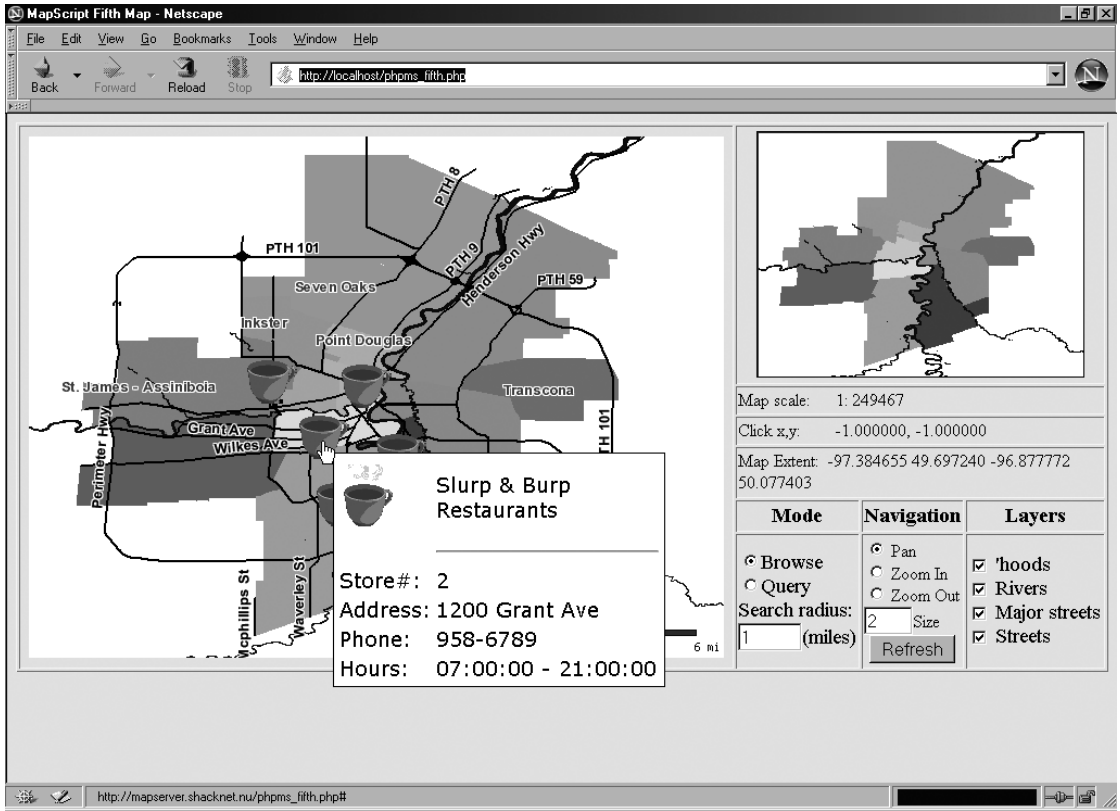 MapScript Fifth Map - Netscape
File Edit View Go Bookmarks Tools Window Help
Back Forward Reload Stop http://localhost/phpms_fifth.php N
PTH 8
PTH 101
PTH 9
Henderson Hwy
PTH 59
Seven Oaks
Inkster
Point Douglas
St. James - Assiniboia
Transcona
Grant Ave
Wilkes Ave
Perimeter Hwy
TH 101
Mcphillips St
Waverley St
6 mi
Slurp & Burp
Restaurants
Store#: 2
Address: 1200 Grant Ave
Phone: 958-6789
Hours: 07:00:00 - 21:00:00
Map scale: 1: 249467
Click x,y: -1.000000, -1.000000
Map Extent: -97.384655 49.697240 -96.877772
50.077403
Mode Navigation Layers
Browse
Query
Search radius:
1 (miles)
Pan
Zoom In
Zoom Out
2 Size
Refresh
'hoods
Rivers
Major streets
Streets
http://mapserver.shacknet.nu/phpms_fifth.php#